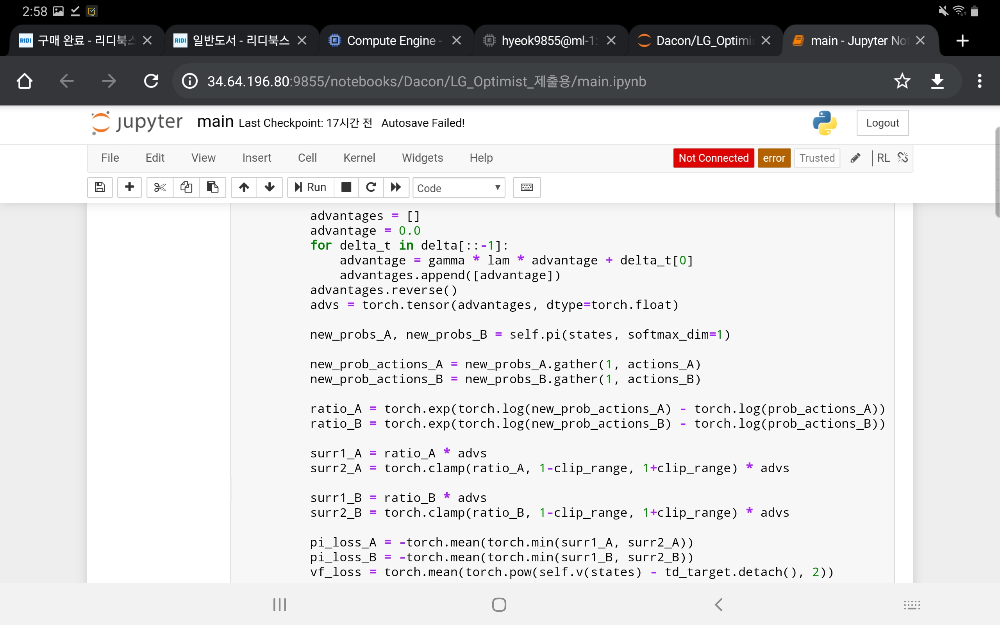 2:58
RIDI 구매 완료 - 리디북스
RIDI 일반도서 - 리디북스
Compute Engine -
hyeok9855@ml-1:
Dacon/LG_Optimi
main - Jupyter Not
34.64.196.80:9855/notebooks/Dacon/LG_Optimist_제출용/main.ipynb
jupyter main Last Checkpoint: 17시간 전 Autosave Failed!
Logout
File Edit View Insert Cell Kernel Widgets Help
Not Connected error Trusted RL
Run Code
advantages = []
advantage = 0.0
for delta_t in delta[::-1]:
    advantage = gamma * lam * advantage + delta_t[0]
    advantages.append([advantage])
advantages.reverse()
advs = torch.tensor(advantages, dtype=torch.float)
new_probs_A, new_probs_B = self.pi(states, softmax_dim=1)
new_prob_actions_A = new_probs_A.gather(1, actions_A)
new_prob_actions_B = new_probs_B.gather(1, actions_B)
ratio_A = torch.exp(torch.log(new_prob_actions_A) - torch.log(prob_actions_A))
ratio_B = torch.exp(torch.log(new_prob_actions_B) - torch.log(prob_actions_B))
surr1_A = ratio_A * advs
surr2_A = torch.clamp(ratio_A, 1-clip_range, 1+clip_range) * advs
surr1_B = ratio_B * advs
surr2_B = torch.clamp(ratio_B, 1-clip_range, 1+clip_range) * advs
pi_loss_A = -torch.mean(torch.min(surr1_A, surr2_A))
pi_loss_B = -torch.mean(torch.min(surr1_B, surr2_B))
vf_loss = torch.mean(torch.pow(self.v(states) - td_target.detach(), 2))